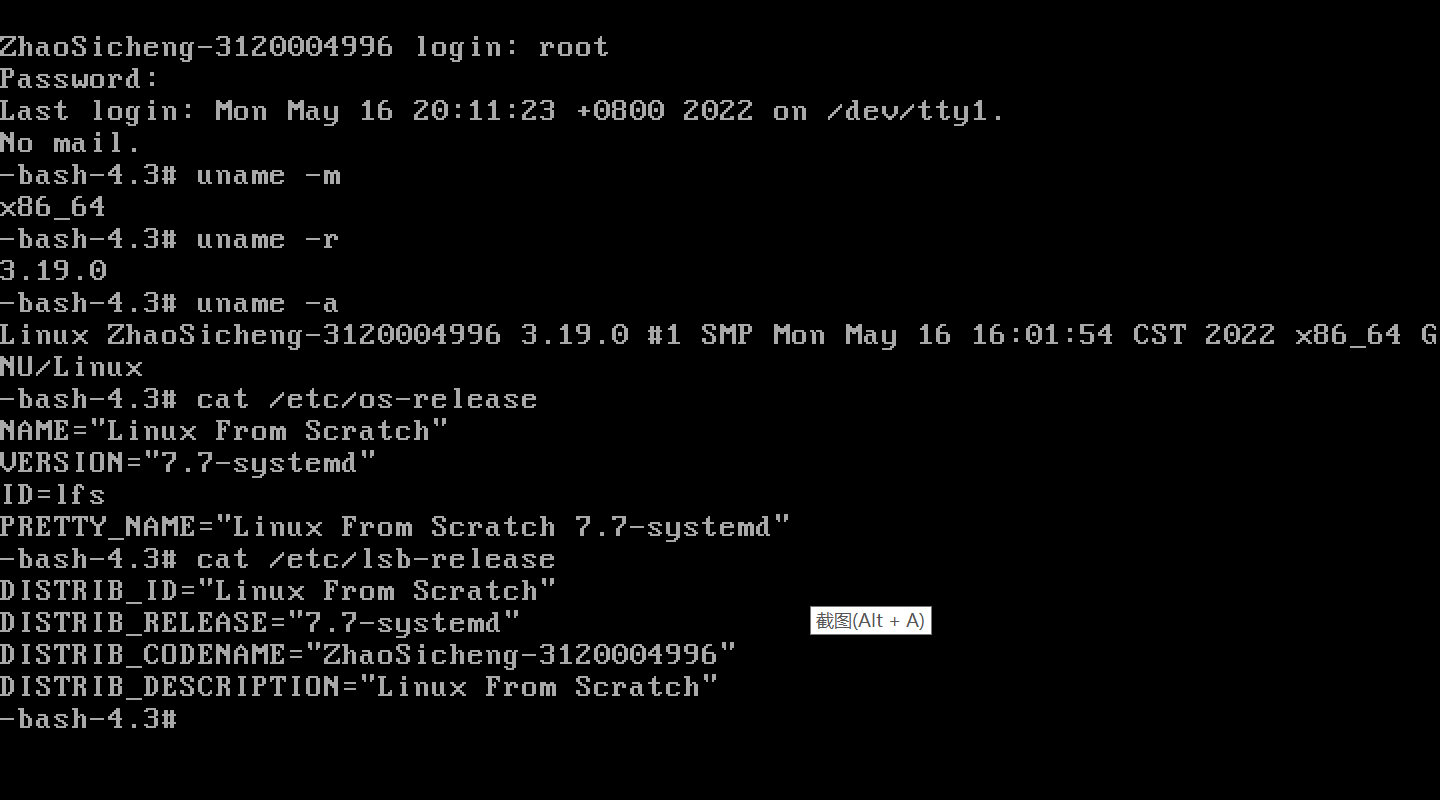 ZhaoSicheng-3120004996 login: root
Password:
Last login: Mon May 16 20:11:23 +0800 2022 on /dev/tty1.
No mail.
-bash-4.3# uname -m
x86_64
-bash-4.3# uname -r
3.19.0
-bash-4.3# uname -a
Linux ZhaoSicheng-3120004996 3.19.0 #1 SMP Mon May 16 16:01:54 CST 2022 x86_64 G
NU/Linux
-bash-4.3# cat /etc/os-release
NAME="Linux From Scratch"
VERSION="7.7-systemd"
ID=lfs
PRETTY_NAME="Linux From Scratch 7.7-systemd"
-bash-4.3# cat /etc/lsb-release
DISTRIB_ID="Linux From Scratch"
DISTRIB_RELEASE="7.7-systemd"
截图(Alt + A)
DISTRIB_CODENAME="ZhaoSicheng-3120004996"
DISTRIB_DESCRIPTION="Linux From Scratch"
-bash-4.3#